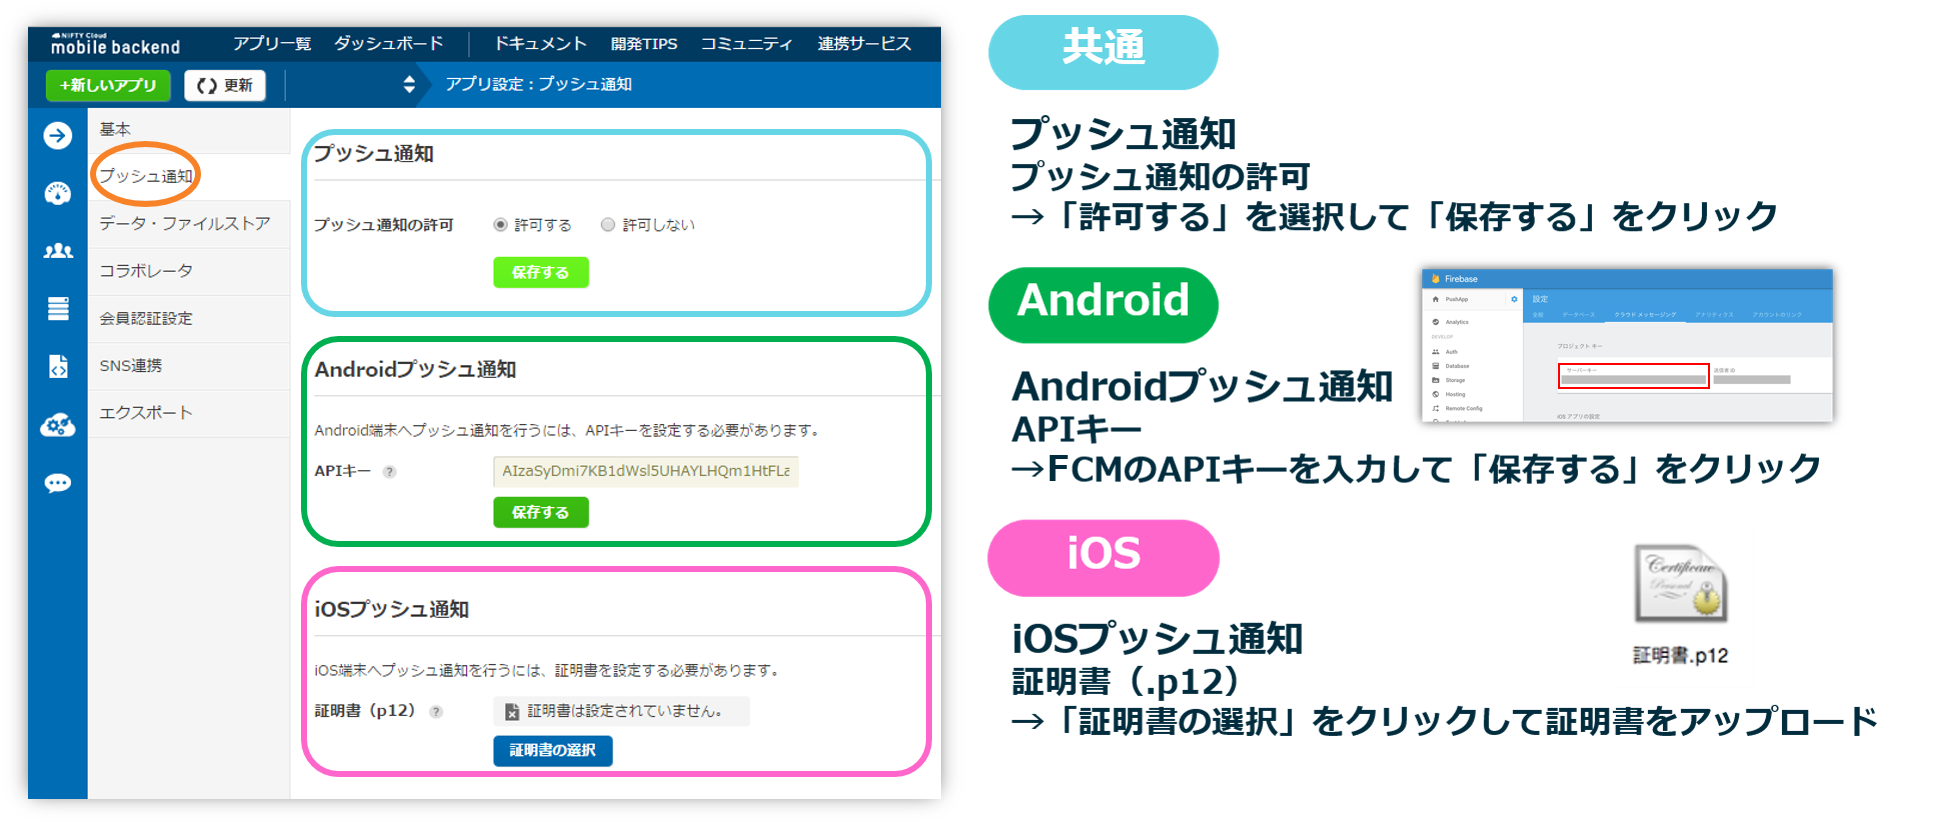 NIFTY Cloud
mobile backend
アプリ一覧 ダッシュボード ドキュメント 開発TIPS コミュニティ 連携サービス
+新しいアプリ 更新 アプリ設定：プッシュ通知
基本
プッシュ通知
データ・ファイルストア
コラボレータ
会員認証設定
SNS連携
エクスポート
プッシュ通知
プッシュ通知の許可 許可する 許可しない
保存する
Androidプッシュ通知
Android端末へプッシュ通知を行うには、APIキーを設定する必要があります。
APIキー ? AIzaSyDmi7KB1dWsl5UHAYLHQm1HtFLa
保存する
iOSプッシュ通知
iOS端末へプッシュ通知を行うには、証明書を設定する必要があります。
証明書（p12） ? 証明書は設定されていません。
証明書の選択
共通
プッシュ通知
プッシュ通知の許可
→「許可する」を選択して「保存する」をクリック
Android
Androidプッシュ通知
APIキー
→FCMのAPIキーを入力して「保存する」をクリック
Firebase
PushApp
設定
全般 データベース クラウド メッセージング アナリティクス アカウントのリンク
Analytics
DEVELOP
Auth
Database
Storage
Hosting
Remote Config
プロジェクト キー
サーバーキー 送信者 ID
iOS アプリの設定
iOS
iOSプッシュ通知
証明書（.p12）
→「証明書の選択」をクリックして証明書をアップロード
Certificate
Personal
証明書.p12